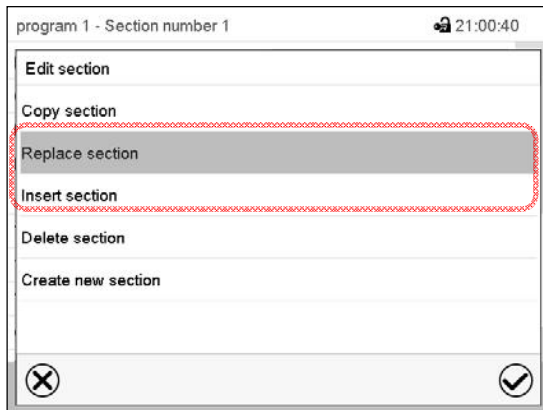 program 1 - Section number 1 21:00:40
Edit section
Copy section
Replace section
Insert section
Delete section
Create new section